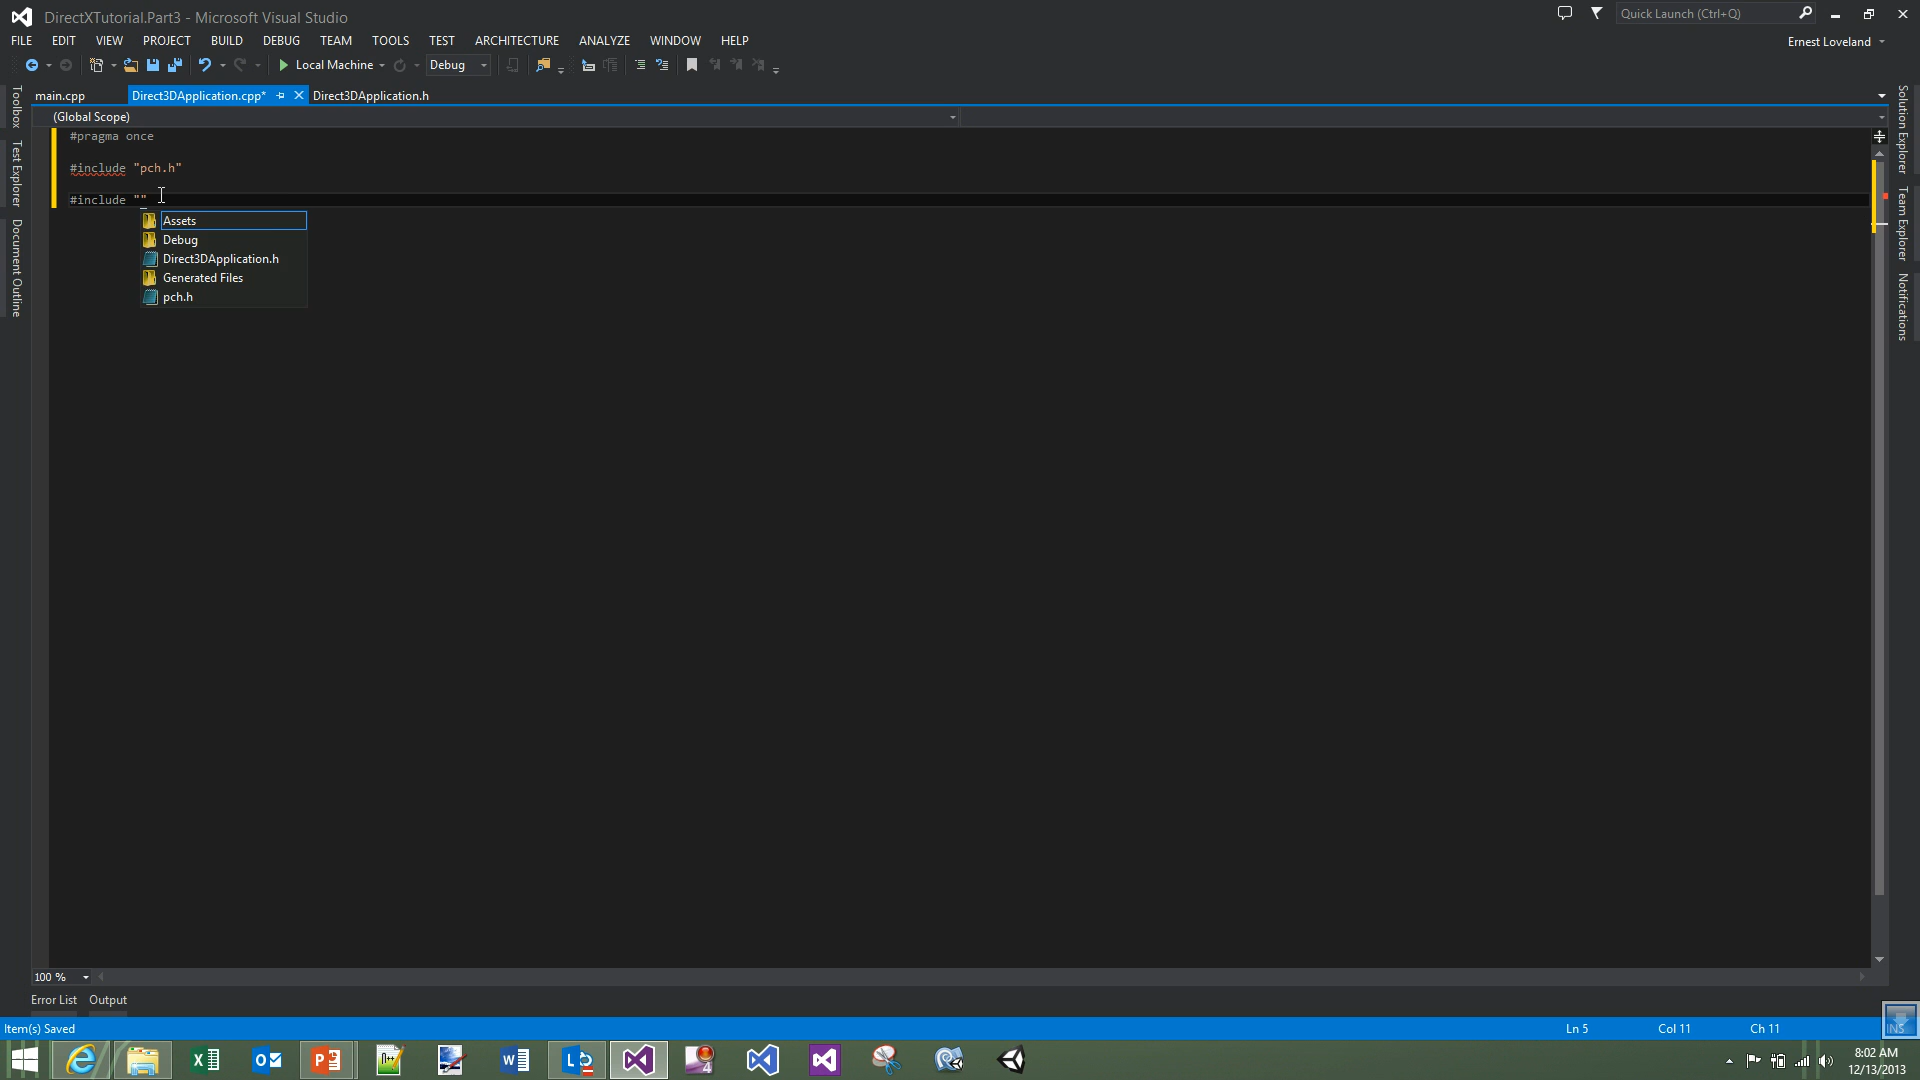 DirectXTutorial.Part3 - Microsoft Visual Studio
Quick Launch (Ctrl+Q)
FILE EDIT VIEW PROJECT BUILD DEBUG TEAM TOOLS TEST ARCHITECTURE ANALYZE WINDOW HELP
Ernest Loveland
Local Machine Debug
main.cpp Direct3DApplication.cpp* Direct3DApplication.h
(Global Scope)
Toolbox
Test Explorer
Document Outline
#pragma once
#include "pch.h"
#include ""
Assets
Debug
Direct3DApplication.h
Generated Files
pch.h
Solution Explorer
Team Explorer
Notifications
100 %
Error List Output
Item(s) Saved Ln 5 Col 11 Ch 11 INS
8:02 AM
12/13/2013